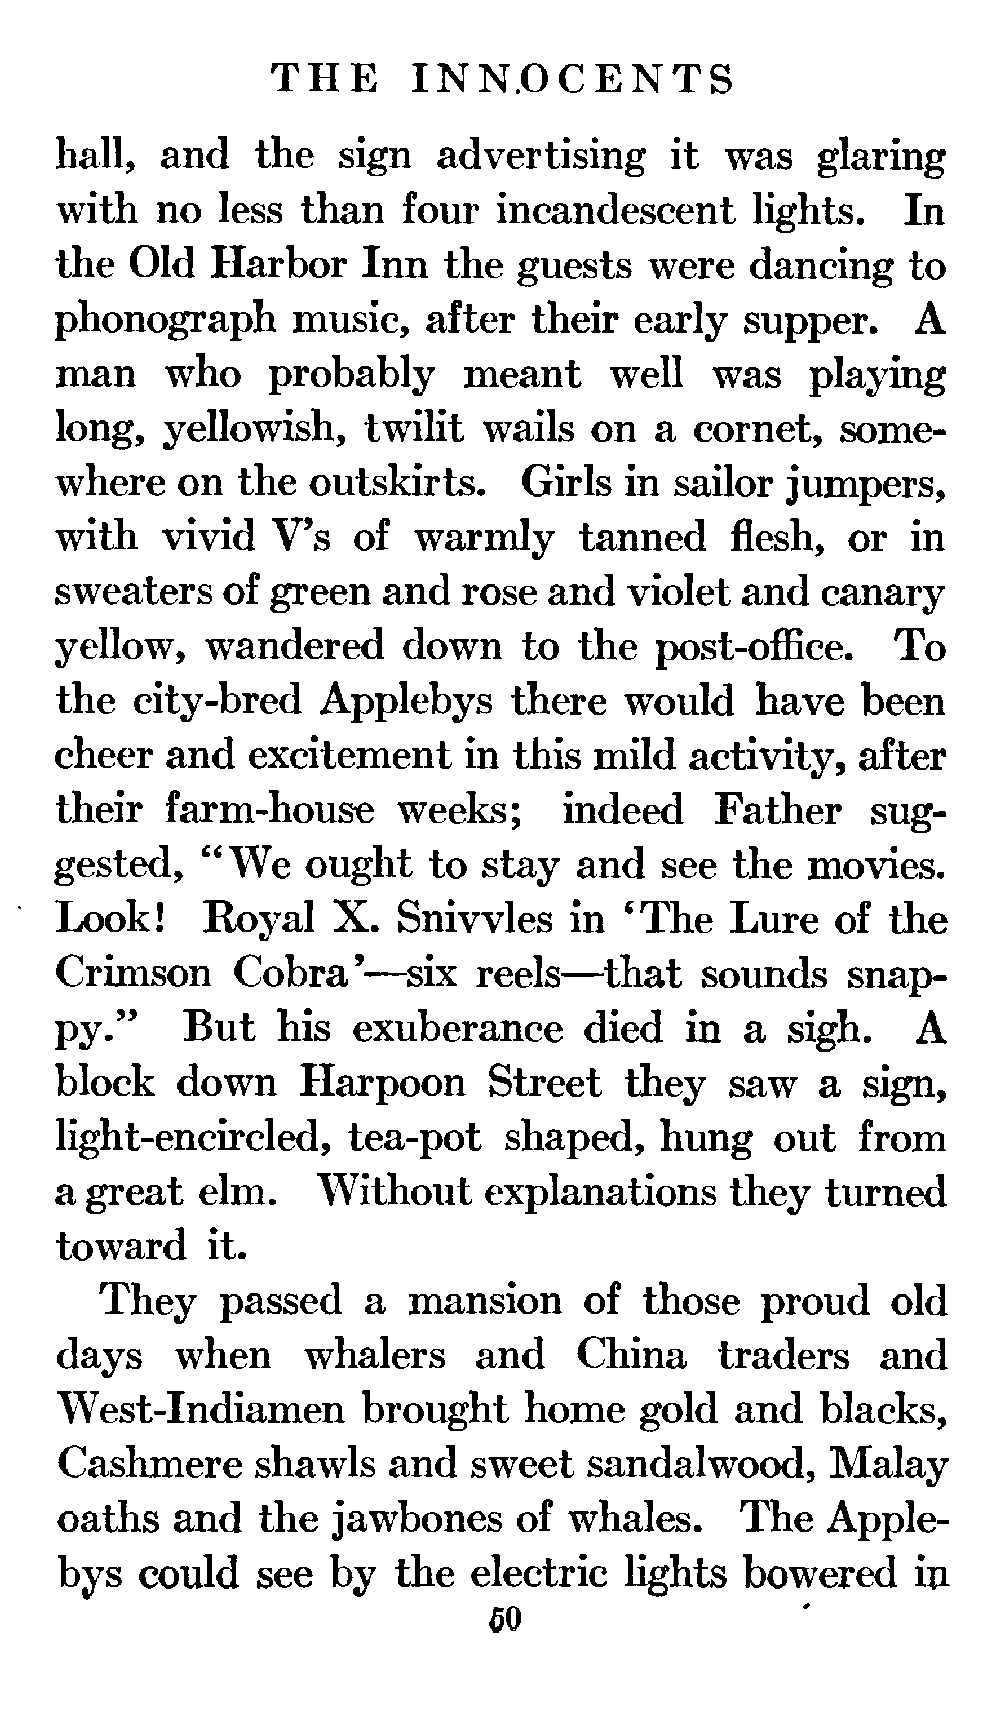 THE INNOCENTS
hall, and the sign advertising it was glaring
with no less than four incandescent lights. In
the Old Harbor Inn the guests were dancing to
phonograph music, after their early supper. A
man who probably meant well was playing
long, yellowish, twilit wails on a cornet, some-
where on the outskirts. Girls in sailor jumpers,
with vivid V's of warmly tanned flesh, or in
sweaters of green and rose and violet and canary
yellow, wandered down to the post-office. To
the city-bred Applebys there would have been
cheer and excitement in this mild activity, after
their farm-house weeks; indeed Father sug-
gested, "We ought to stay and see the movies.
Look! Royal X. Snivvles in 'The Lure of the
Crimson Cobra'—six reels—that sounds snap-
py." But his exuberance died in a sigh. A
block down Harpoon Street they saw a sign,
light-encircled, tea-pot shaped, hung out from
a great elm. Without explanations they turned
toward it.
They passed a mansion of those proud old
days when whalers and China traders and
West-Indiamen brought home gold and blacks,
Cashmere shawls and sweet sandalwood, Malay
oaths and the jawbones of whales. The Apple-
bys could see by the electric lights bowered in
50